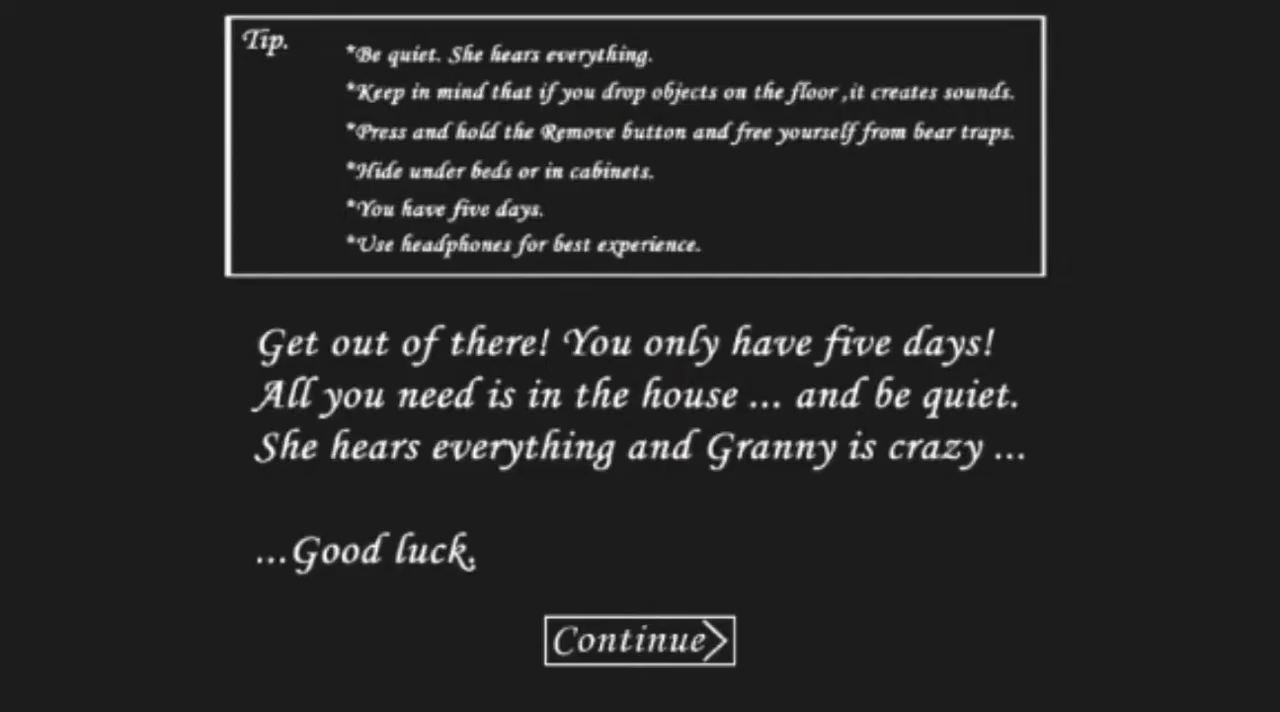 Tip.
*Be quiet. She hears everything.
*Keep in mind that if you drop objects on the floor ,it creates sounds.
*Press and hold the Remove button and free yourself from bear traps.
*Hide under beds or in cabinets.
*You have five days.
*Use headphones for best experience.
Get out of there! You only have five days!
All you need is in the house ... and be quiet.
She hears everything and Granny is crazy ...
...Good luck.
Continue>